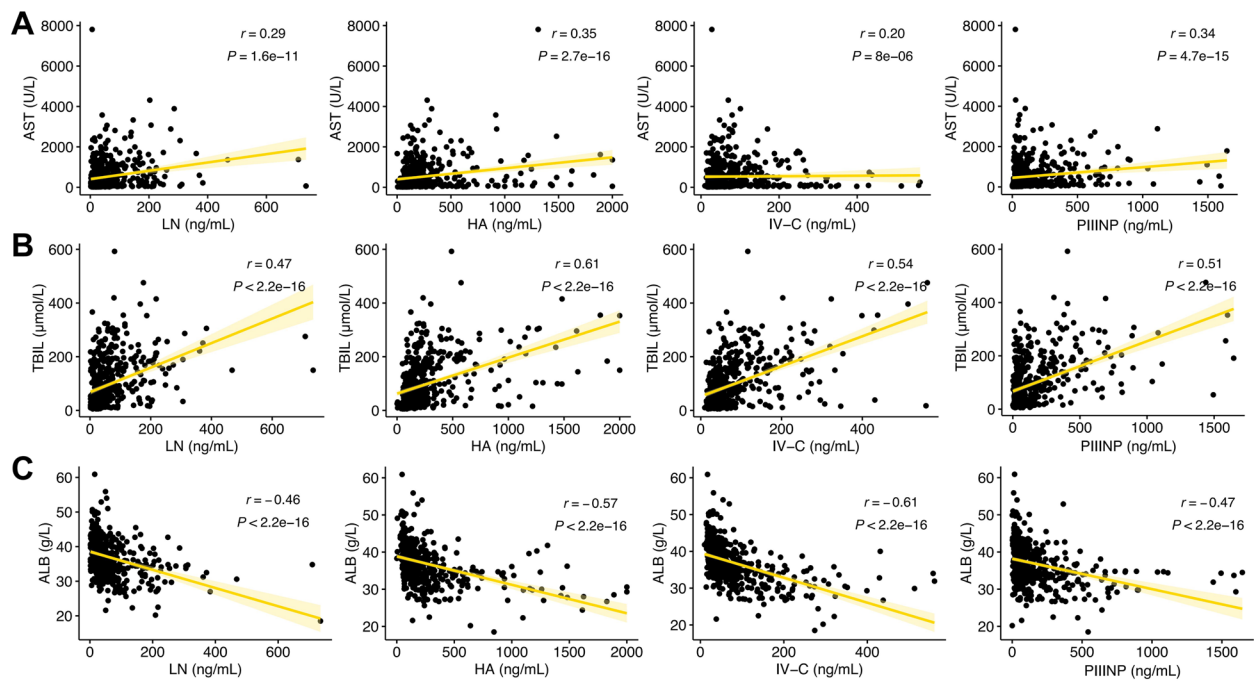 A
AST (U/L)
8000
6000
4000
2000
0
r = 0.29
P = 1.6e−11
0 200 400 600
LN (ng/mL)
AST (U/L)
8000
6000
4000
2000
0
r = 0.35
P = 2.7e−16
0 500 1000 1500 2000
HA (ng/mL)
AST (U/L)
8000
6000
4000
2000
0
r = 0.20
P = 8e−06
0 200 400
IV−C (ng/mL)
AST (U/L)
8000
6000
4000
2000
0
r = 0.34
P = 4.7e−15
0 500 1000 1500
PIIINP (ng/mL)
B
TBIL (μmol/L)
600
400
200
0
r = 0.47
P < 2.2e−16
0 200 400 600
LN (ng/mL)
TBIL (μmol/L)
600
400
200
0
r = 0.61
P < 2.2e−16
0 500 1000 1500 2000
HA (ng/mL)
TBIL (μmol/L)
600
400
200
0
r = 0.54
P < 2.2e−16
0 200 400
IV−C (ng/mL)
TBIL (μmol/L)
600
400
200
0
r = 0.51
P < 2.2e−16
0 500 1000 1500
PIIINP (ng/mL)
C
ALB (g/L)
60
50
40
30
20
r = −0.46
P < 2.2e−16
0 200 400 600
LN (ng/mL)
ALB (g/L)
60
50
40
30
20
r = −0.57
P < 2.2e−16
0 500 1000 1500 2000
HA (ng/mL)
ALB (g/L)
60
50
40
30
20
r = −0.61
P < 2.2e−16
0 200 400
IV−C (ng/mL)
ALB (g/L)
60
50
40
30
20
r = −0.47
P < 2.2e−16
0 500 1000 1500
PIIINP (ng/mL)